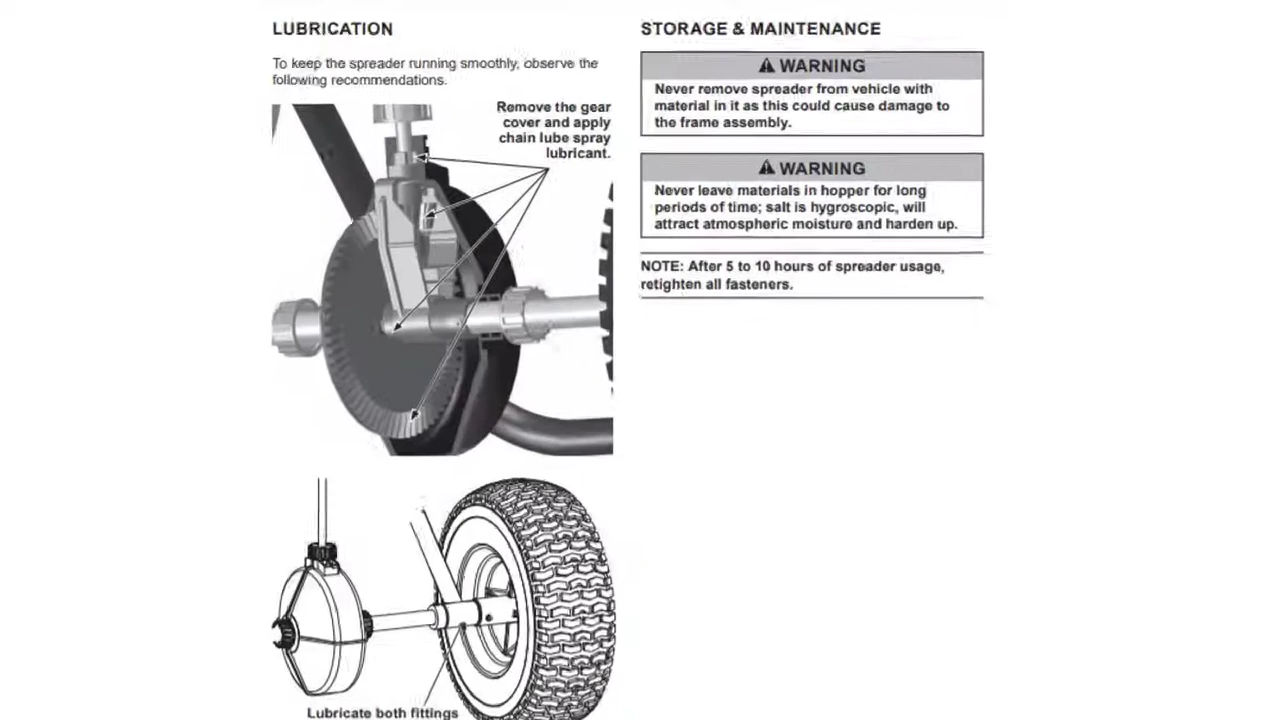 LUBRICATION
To keep the spreader running smoothly, observe the
following recommendations.
Remove the gear
cover and apply
chain lube spray
lubricant.
Lubricate both fittings
STORAGE & MAINTENANCE
WARNING
Never remove spreader from vehicle with
material in it as this could cause damage to
the frame assembly.
WARNING
Never leave materials in hopper for long
periods of time; salt is hygroscopic, will
attract atmospheric moisture and harden up.
NOTE: After 5 to 10 hours of spreader usage,
retighten all fasteners.